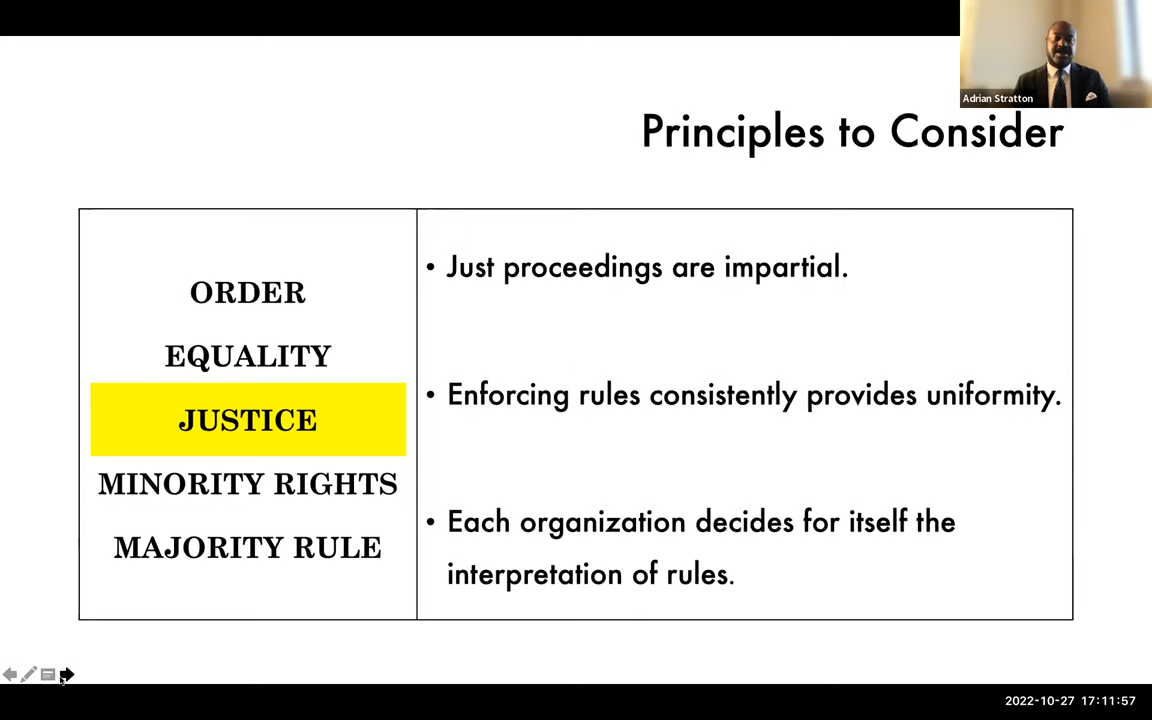 Adrian Stratton
Principles to Consider
ORDER
EQUALITY
JUSTICE
MINORITY RIGHTS
MAJORITY RULE
• Just proceedings are impartial.
• Enforcing rules consistently provides uniformity.
• Each organization decides for itself the
interpretation of rules.
2022-10-27 17:11:57